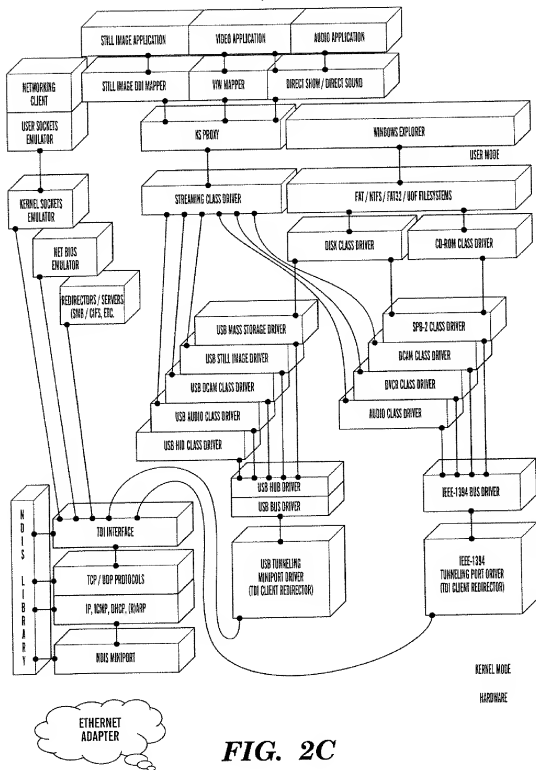 STILL IMAGE APPLICATION
VIDEO APPLICATION
AUDIO APPLICATION
NETWORKING
CLIENT
STILL IMAGE DDI MAPPER
VFW MAPPER
DIRECT SHOW / DIRECT SOUND
USER SOCKETS
EMULATOR
KS PROXY
WINDOWS EXPLORER
USER MODE
KERNEL SOCKETS
EMULATOR
STREAMING CLASS DRIVER
FAT / NTFS / FAT32 / UDF FILESYSTEMS
NET BIOS
EMULATOR
DISK CLASS DRIVER
CD-ROM CLASS DRIVER
REDIRECTORS / SERVERS
(SMB / CIFS, ETC.
USB MASS STORAGE DRIVER
SPB-2 CLASS DRIVER
USB STILL IMAGE DRIVER
DCAM CLASS DRIVER
USB DCAM CLASS DRIVER
DVCR CLASS DRIVER
USB AUDIO CLASS DRIVER
AUDIO CLASS DRIVER
USB HID CLASS DRIVER
USB HUB DRIVER
USB BUS DRIVER
IEEE-1394 BUS DRIVER
NDIS LIBRARY
TDI INTERFACE
TCP / UDP PROTOCOLS
IP, ICMP, DHCP, (R)ARP
NDIS MINIPORT
USB TUNNELING
MINIPORT DRIVER
(TDI CLIENT REDIRECTOR)
IEEE-1394
TUNNELING PORT DRIVER
(TDI CLIENT REDIRECTOR)
KERNEL MODE
HARDWARE
ETHERNET
ADAPTER
FIG. 2C